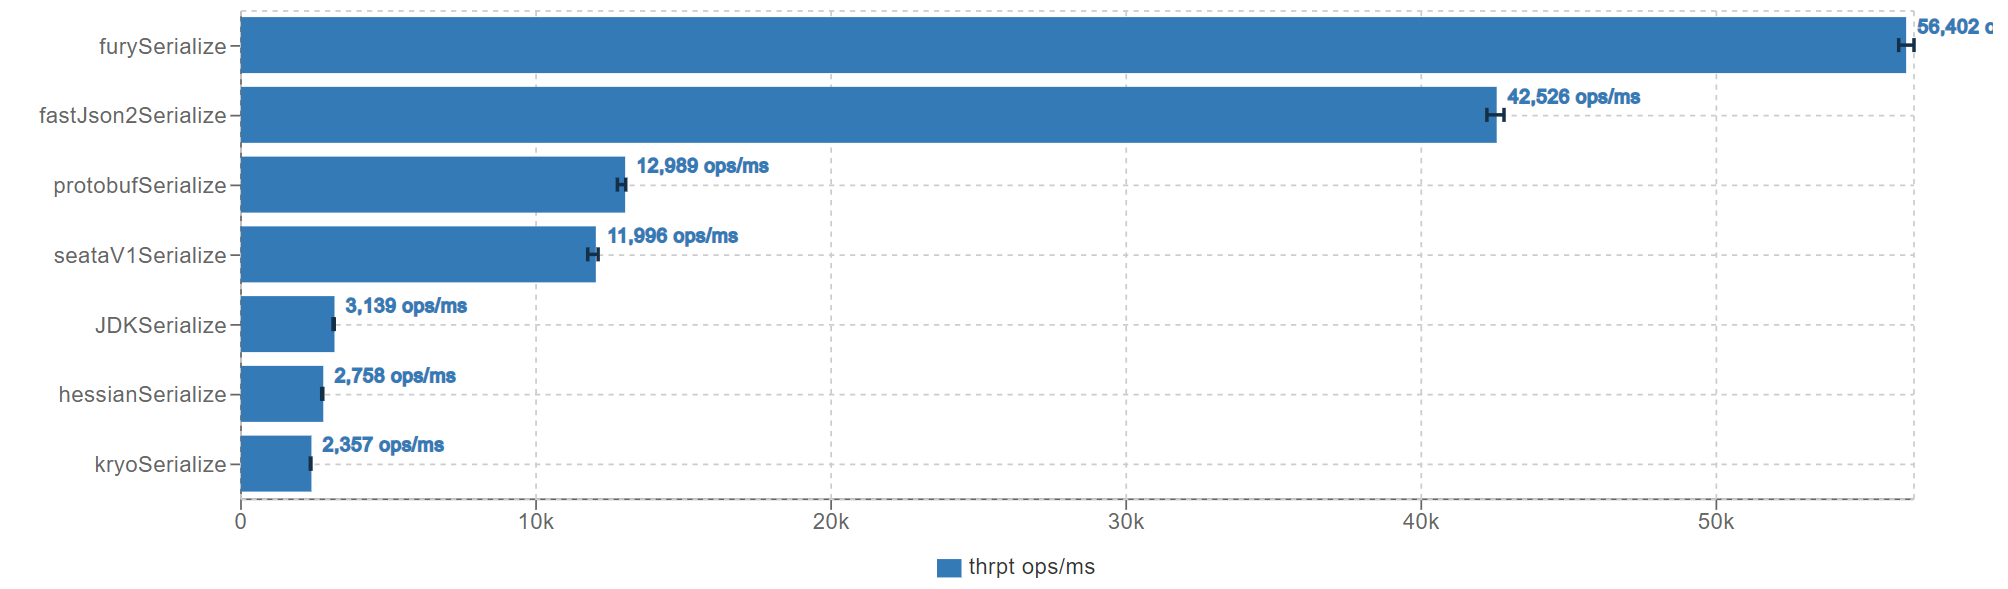 furySerialize 56,402
fastJson2Serialize 42,526 ops/ms
protobufSerialize 12,989 ops/ms
seataV1Serialize 11,996 ops/ms
JDKSerialize 3,139 ops/ms
hessianSerialize 2,758 ops/ms
kryoSerialize 2,357 ops/ms
0 10k 20k 30k 40k 50k
thrpt ops/ms